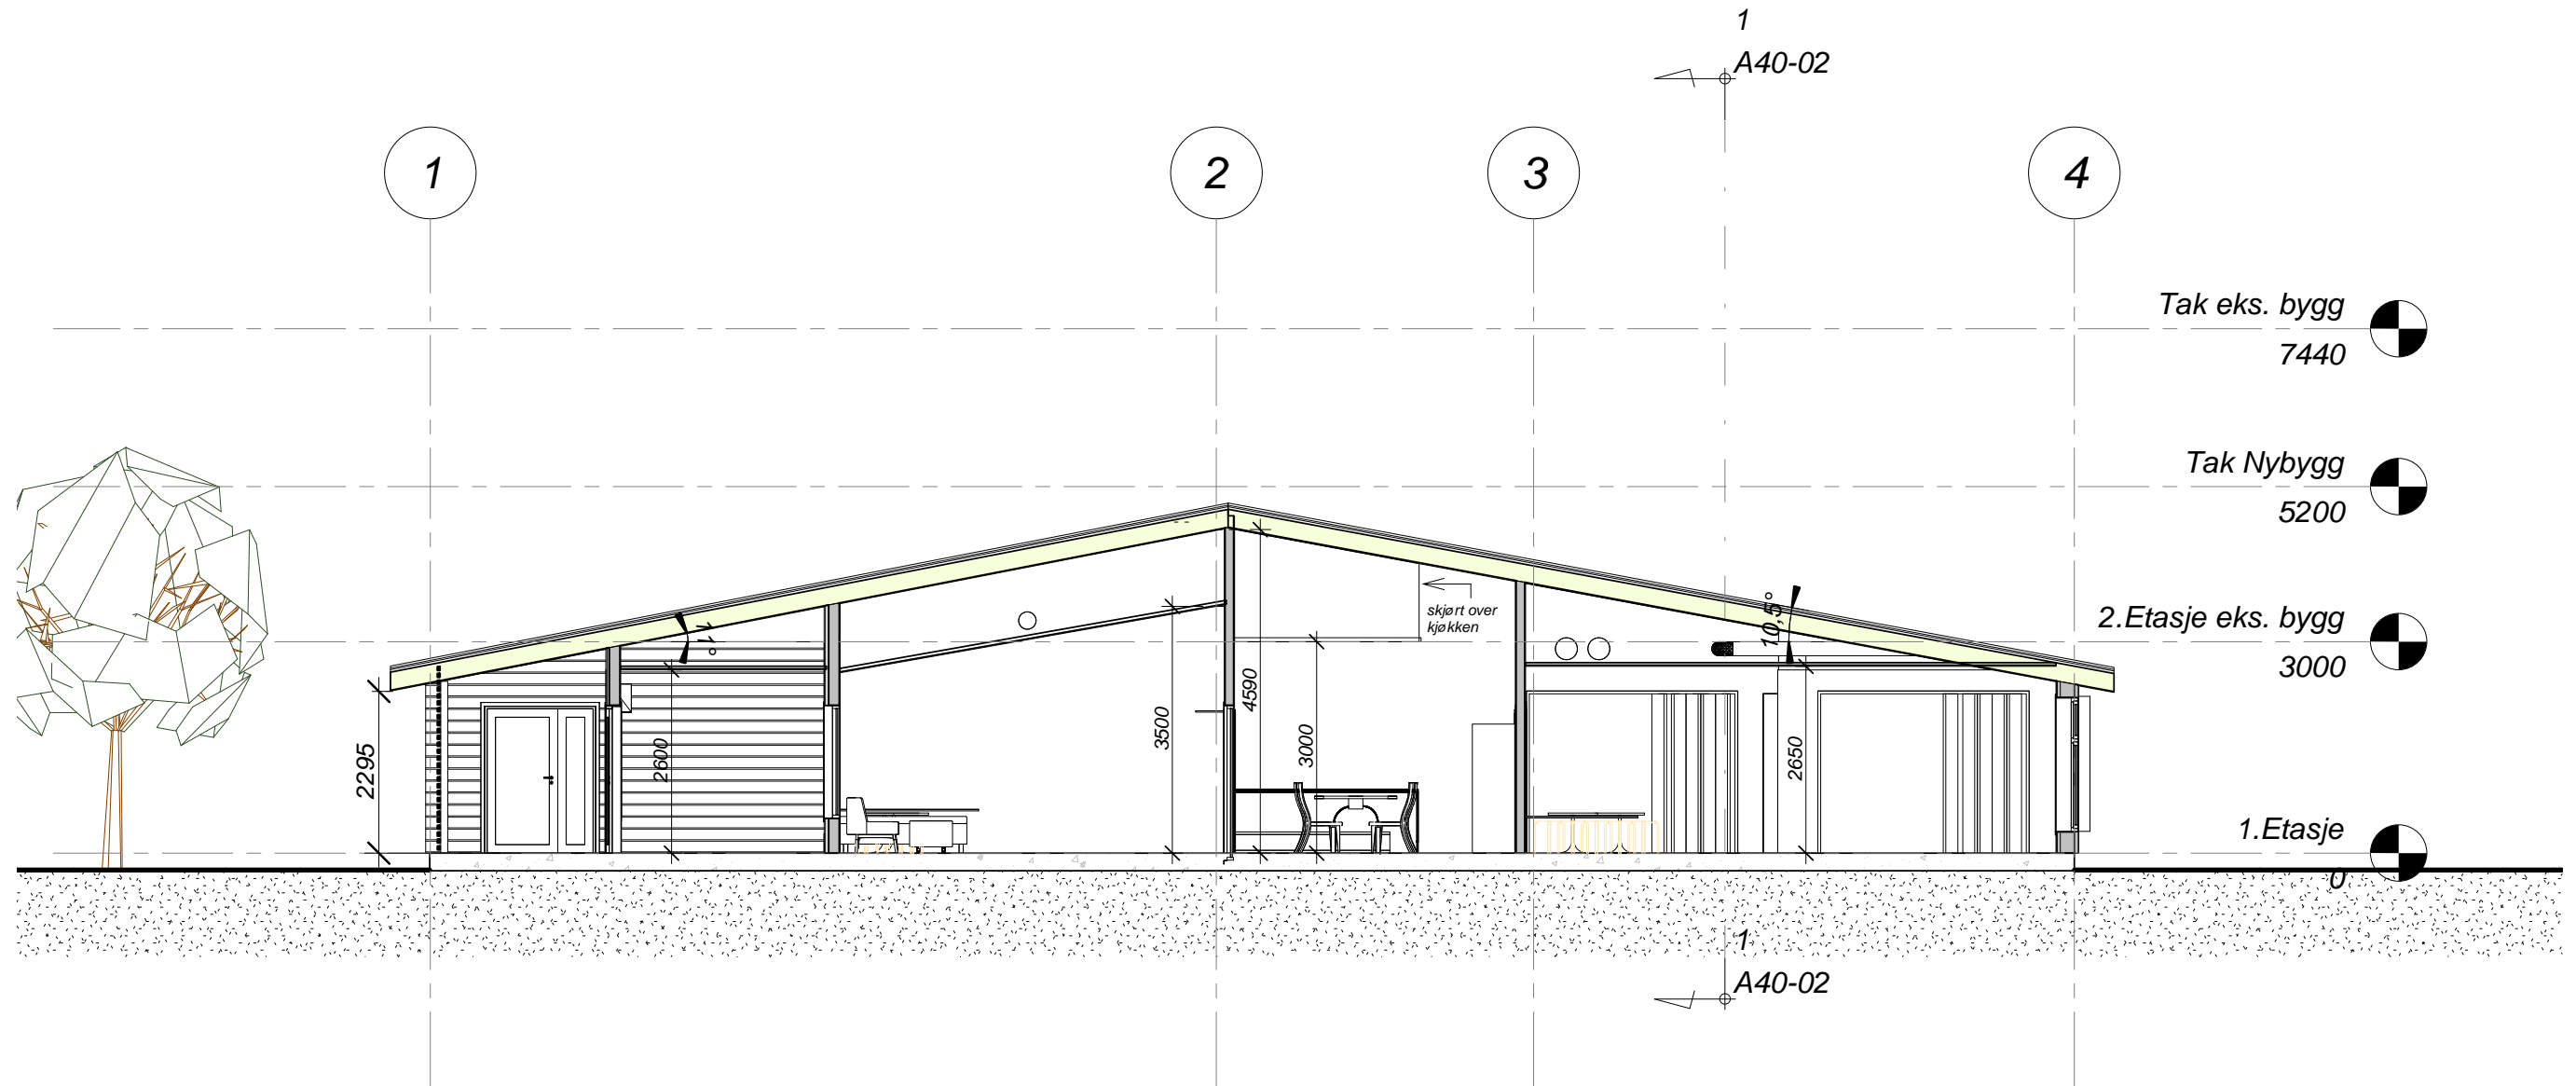 1
A40-02
1
2
3
4
Tak eks. bygg
7440
Tak Nybygg
5200
2.Etasje eks. bygg
3000
1.Etasje
0
skjørt over
kjøkken
11°
10,5°
2295
2600
3500
4590
3000
2650
1
A40-02